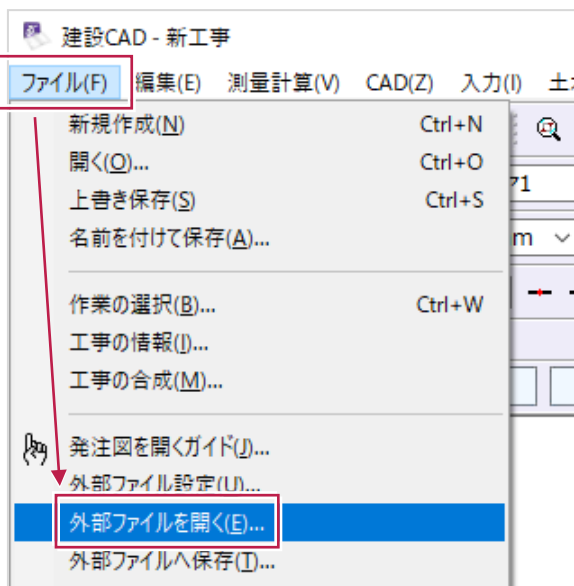 建設CAD - 新工事
ファイル(F) 編集(E) 測量計算(V) CAD(Z) 入力(I)
新規作成(N) Ctrl+N
開く(O)...  Ctrl+O
71
上書き保存(S) Ctrl+S
名前を付けて保存(A)...
m
作業の選択(B)... Ctrl+W
工事の情報(I)...
工事の合成(M)...
発注図を開くガイド(J)...
外部ファイル設定(U)...
外部ファイルを開く(E)...
外部ファイルへ保存(T)...